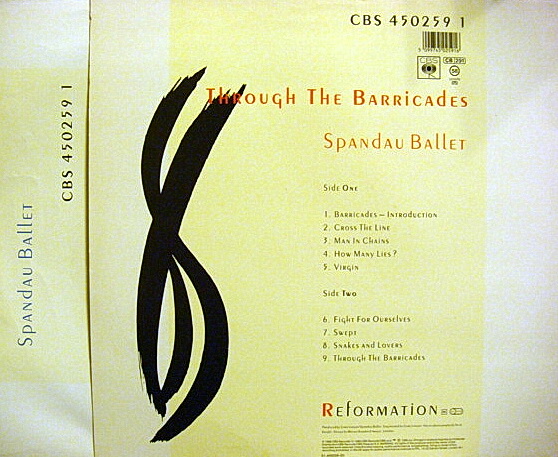 CBS 450259 1
CBS
THROUGH THE BARRICADES
SPANDAU BALLET
SIDE ONE
1. BARRICADES – INTRODUCTION
2. CROSS THE LINE
3. MAN IN CHAINS
4. HOW MANY LIES?
5. VIRGIN
SIDE TWO
6. FIGHT FOR OURSELVES
7. SWEPT
8. SNAKES AND LOVERS
9. THROUGH THE BARRICADES
REFORMATION
SPANDAU BALLET
CBS 450259 1